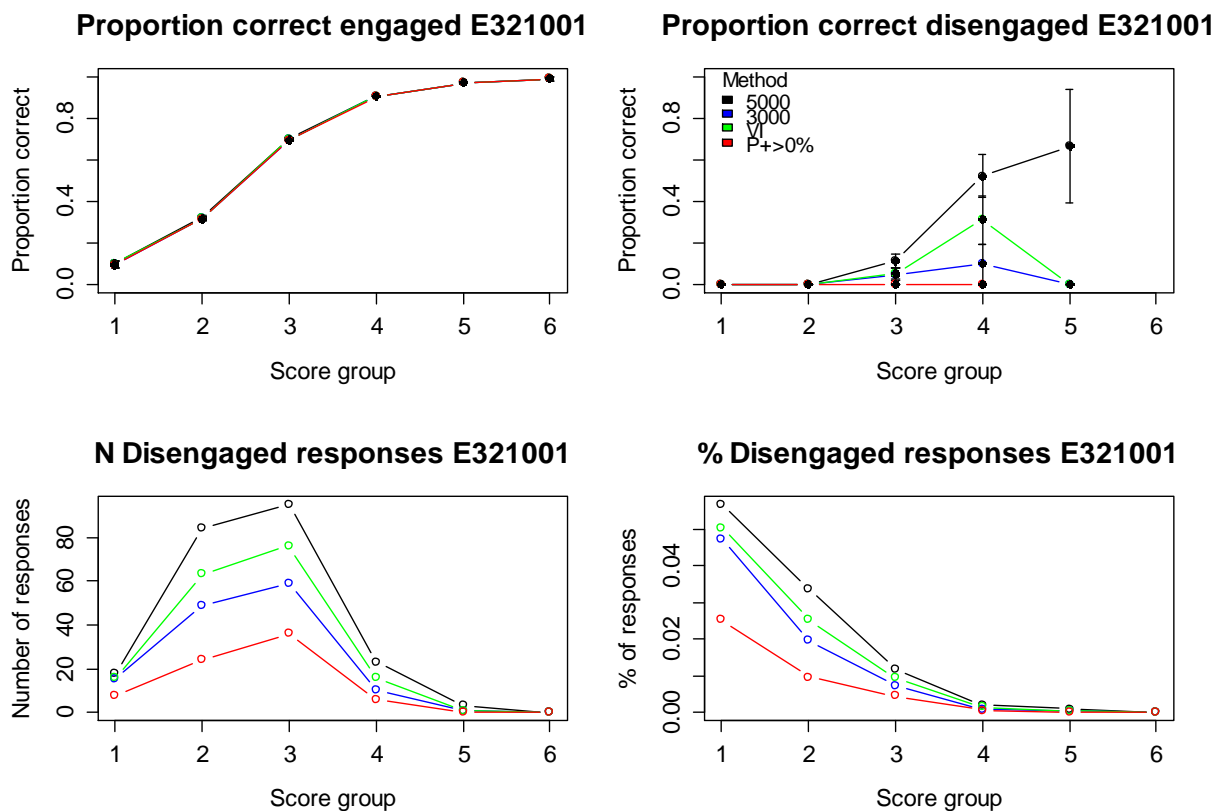 Proportion correct engaged E321001
Proportion correct
0.0 0.4 0.8
1 2 3 4 5 6
Score group
Proportion correct disengaged E321001
Method
5000
3000
VI
P+>0%
Proportion correct
0.0 0.4 0.8
1 2 3 4 5 6
Score group
N Disengaged responses E321001
Number of responses
0 20 40 60 80
1 2 3 4 5 6
Score group
% Disengaged responses E321001
% of responses
0.00 0.02 0.04
1 2 3 4 5 6
Score group